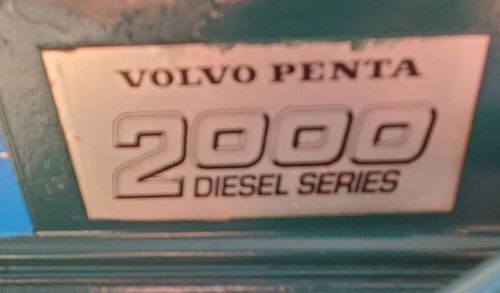 VOLVO PENTA
2000
DIESEL SERIES